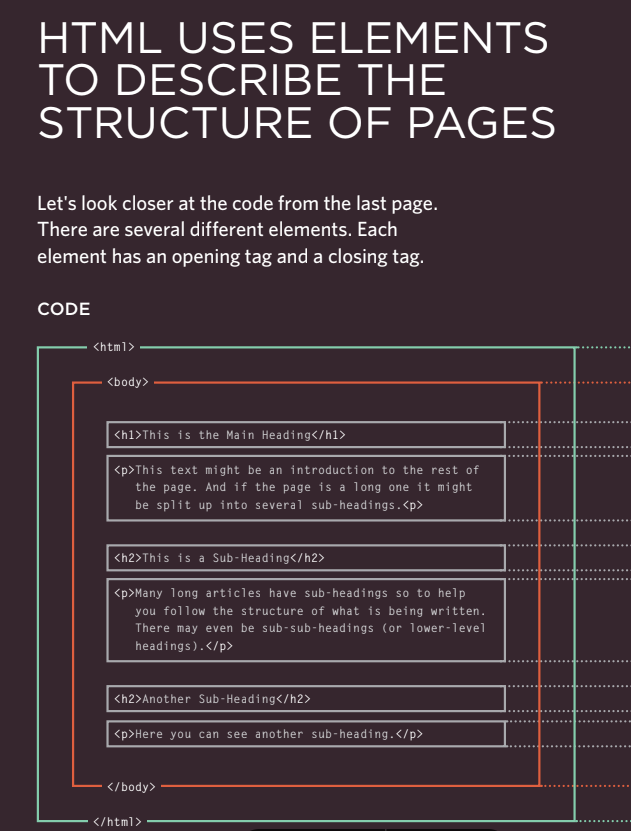 HTML USES ELEMENTS
TO DESCRIBE THE
STRUCTURE OF PAGES
Let's look closer at the code from the last page.
There are several different elements. Each
element has an opening tag and a closing tag.
CODE
<html>
<body>
<h1>This is the Main Heading</h1>
<p>This text might be an introduction to the rest of
the page. And if the page is a long one it might
be split up into several sub-headings.<p>
<h2>This is a Sub-Heading</h2>
<p>Many long articles have sub-headings so to help
you follow the structure of what is being written.
There may even be sub-sub-headings (or lower-level
headings).</p>
<h2>Another Sub-Heading</h2>
<p>Here you can see another sub-heading.</p>
</body>
</html>